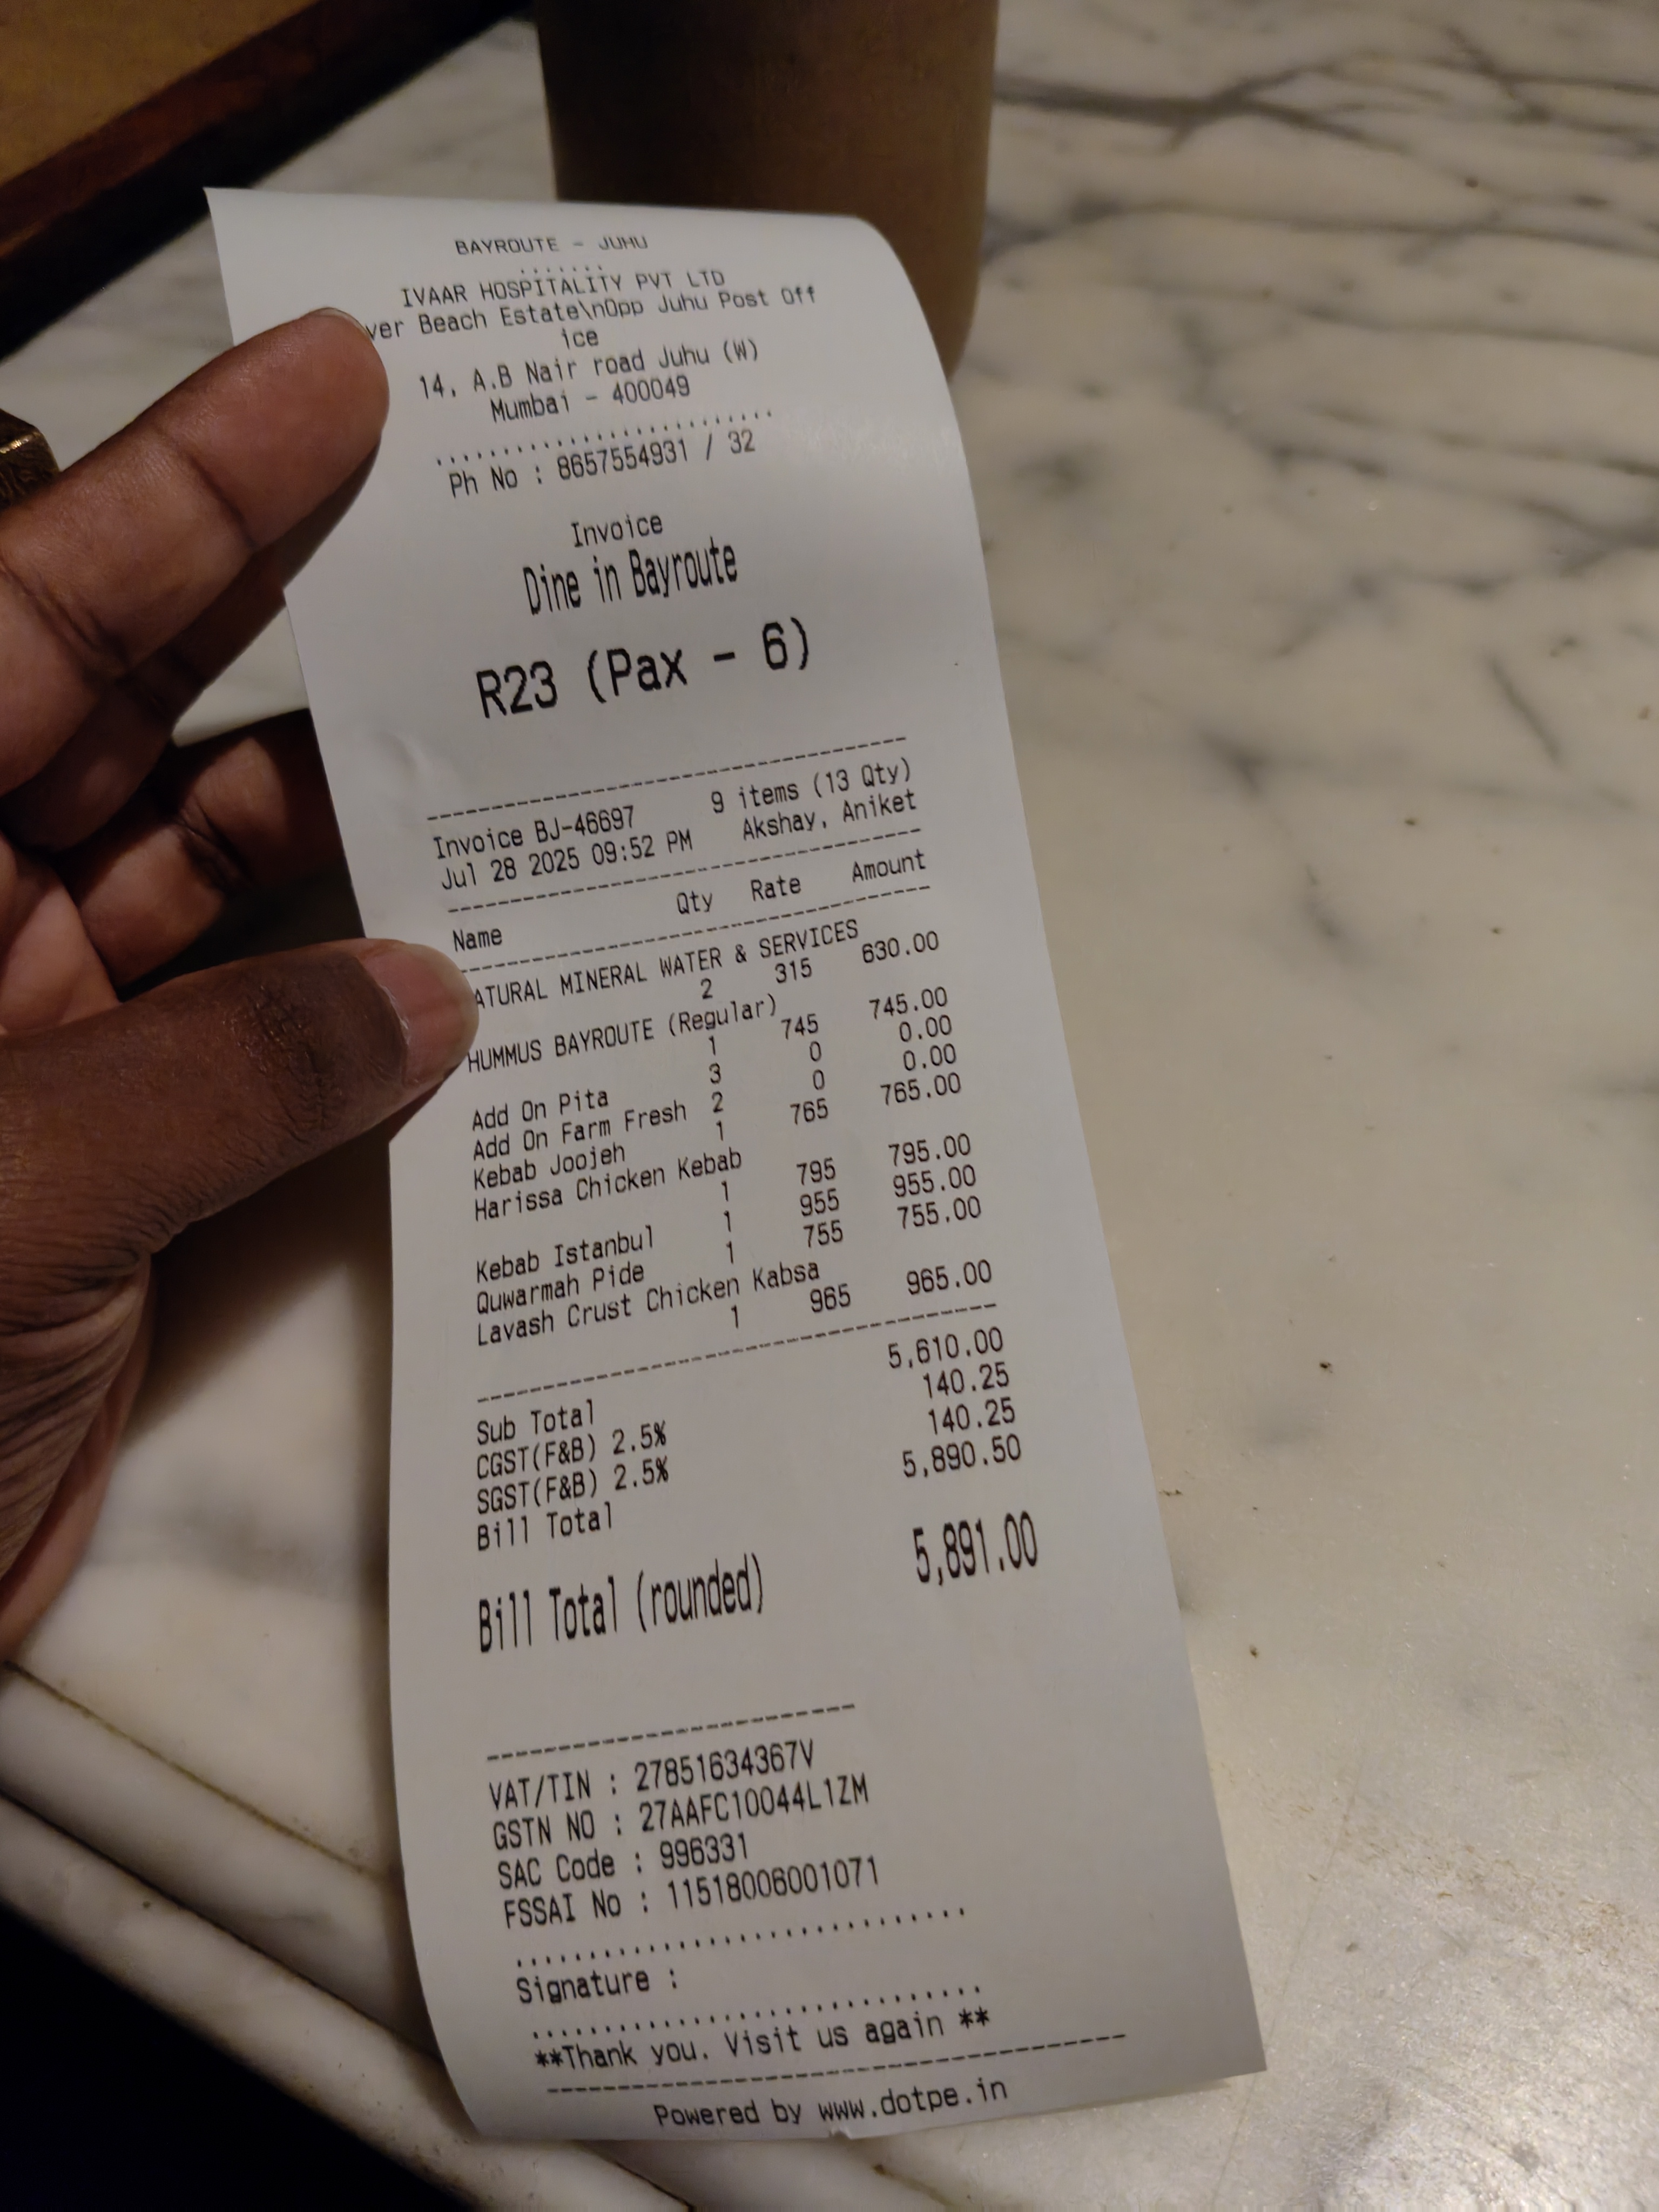 BAYROUTE - JUHU
.......
IVAAR HOSPITALITY PVT LTD
Beach Estate\nOpp Juhu Post Off
ice
14, A.B Nair road Juhu (W)
Mumbai - 400049
........................
Ph No : 8657554931 / 32
Invoice
Dine in Bayroute
R23 (Pax - 6)
Invoice BJ-46697 9 items (13 Qty)
Jul 28 2025 09:52 PM Akshay, Aniket
Name Qty Rate Amount
MINERAL WATER & SERVICES
2 315 630.00
HUMMUS BAYROUTE (Regular)
1 745 745.00
Add On Pita 3 0 0.00
Add On Farm Fresh 2 0 0.00
Kebab Joojeh 1 765 765.00
Harissa Chicken Kebab
1 795 795.00
Kebab Istanbul 1 955 955.00
Quwarmah Pide 1 755 755.00
Lavash Crust Chicken Kabsa
1 965 965.00
Sub Total 5,610.00
CGST(F&B) 2.5% 140.25
SGST(F&B) 2.5% 140.25
Bill Total 5,890.50
Bill Total (rounded) 5,891.00
VAT/TIN : 27851634367V
GSTN NO : 27AAFC10044L1ZM
SAC Code : 996331
FSSAI No : 11518006001071
Signature :
**Thank you. Visit us again **
Powered by www.dotpe.in